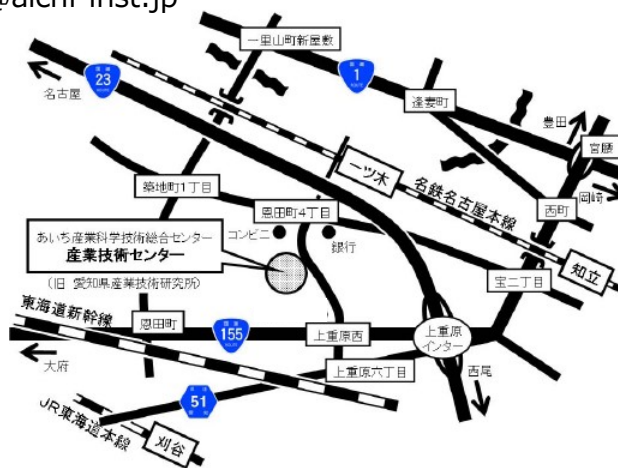 @aichi-inst.jp
一里山町新屋敷
23
1
名古屋
逢妻町
豊田
宮腰
岡崎
一ツ木
名鉄名古屋本線
築地町1丁目
恩田町4丁目
西町
あいち産業科学技術総合センター
産業技術センター
コンビニ
銀行
(旧 愛知県産業技術研究所)
知立
宝二丁目
東海道新幹線
恩田町
155
上重原西
上重原
インター
大府
上重原六丁目
西尾
51
JR東海道本線
刈谷